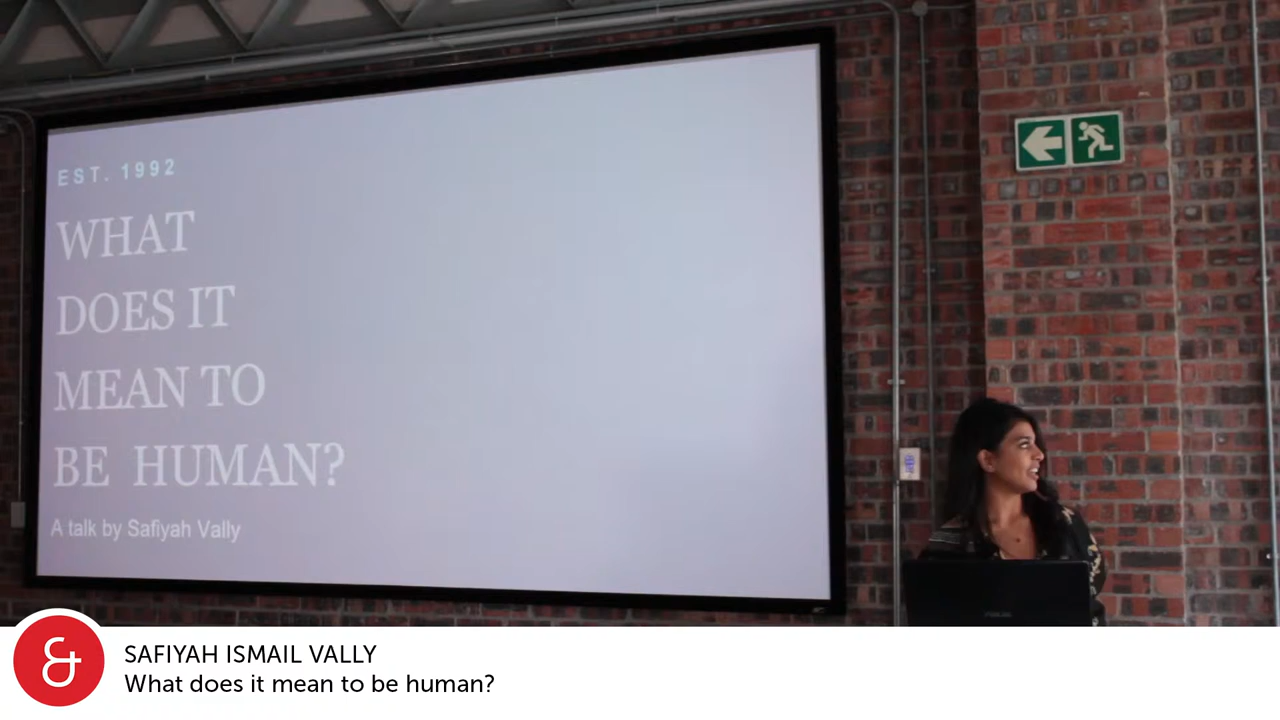 EST. 1992
WHAT
DOES IT
MEAN TO
BE HUMAN?
A talk by Safiyah Vally
&
SAFIYAH ISMAIL VALLY
What does it mean to be human?